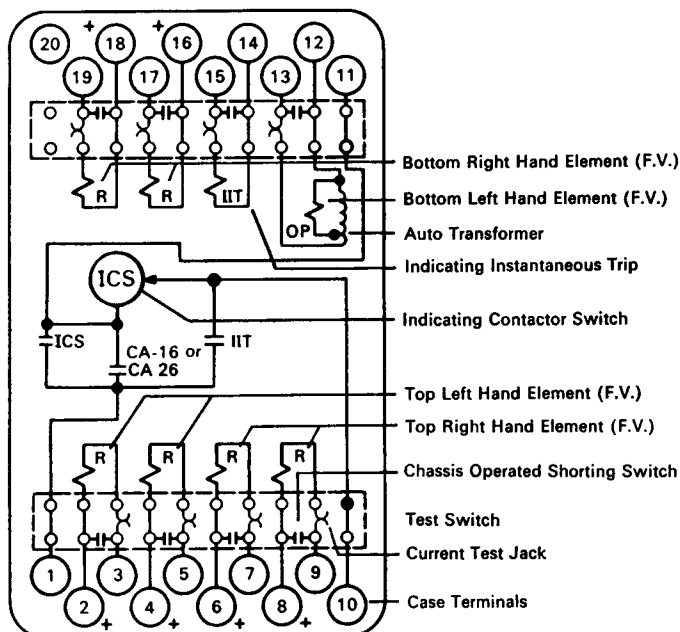 + +
20 18 16 14 12
19 17 15 13 11
Bottom Right Hand Element (F.V.)
R R IIT
Bottom Left Hand Element (F.V.)
OP
Auto Transformer
Indicating Instantaneous Trip
ICS
Indicating Contactor Switch
ICS CA-16 or IIT
CA 26
Top Left Hand Element (F.V.)
Top Right Hand Element (F.V.)
R R R R
Chassis Operated Shorting Switch
Test Switch
Current Test Jack
1 3 5 7 9
2 4 6 8 10
Case Terminals
+ + + +